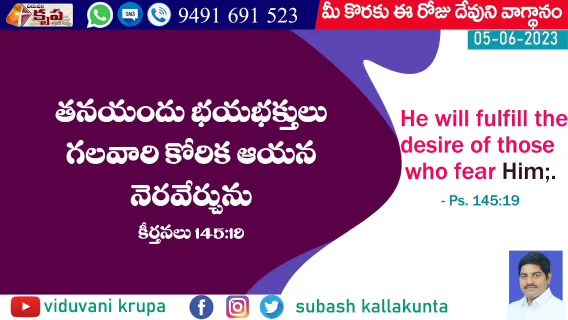 కృప
SMS
9491 691 523
మీ కొరకు ఈ రోజు దేవుని వాగ్ధానం
05-06-2023
తనయందు భయభక్తులు
గలవారి కోరిక ఆయన
నెరవేర్చును
కీర్తనలు 145:19
He will fulfill the
desire of those
who fear Him;.
- Ps. 145:19
viduvani krupa
subash kallakunta